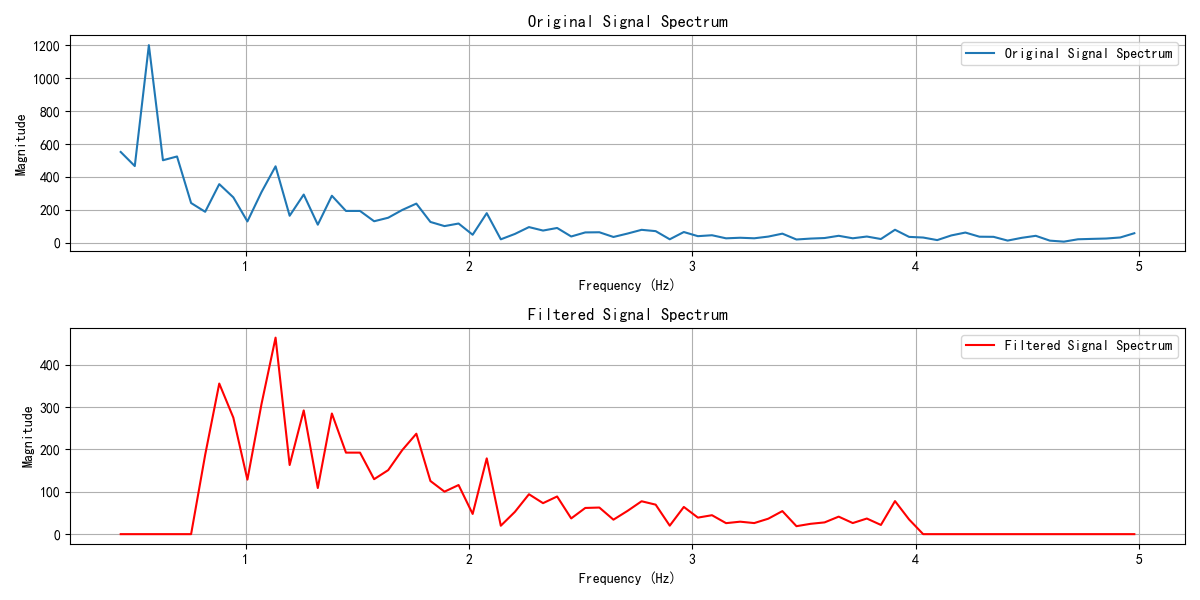 Original Signal Spectrum
Original Signal Spectrum
Magnitude
1200
1000
800
600
400
200
0
1 2 3 4 5
Frequency (Hz)
Filtered Signal Spectrum
Filtered Signal Spectrum
Magnitude
400
300
200
100
0
1 2 3 4 5
Frequency (Hz)